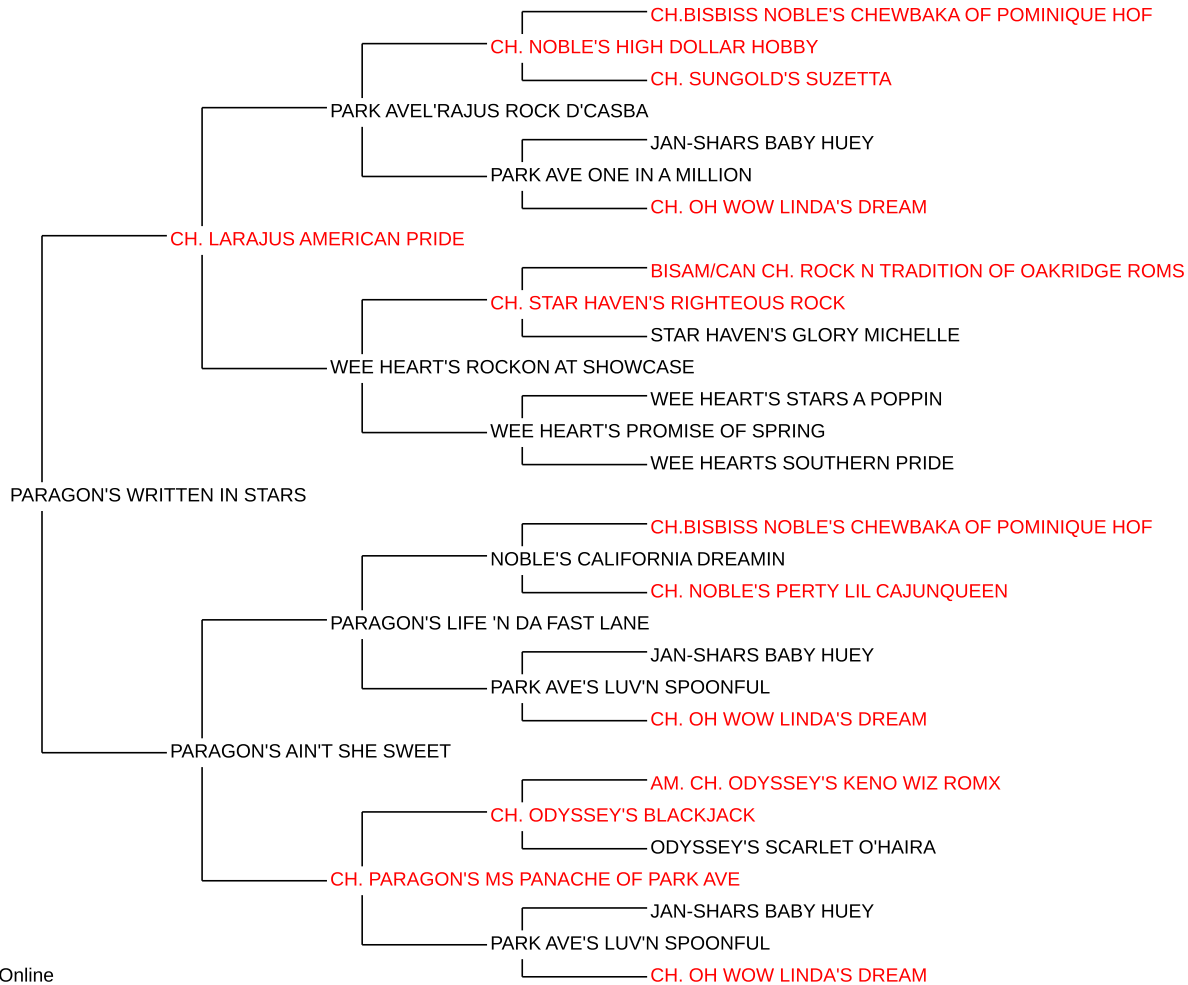 CH.BISBISS NOBLE'S CHEWBAKA OF POMINIQUE HOF
CH. NOBLE'S HIGH DOLLAR HOBBY
CH. SUNGOLD'S SUZETTA
PARK AVEL'RAJUS ROCK D'CASBA
JAN-SHARS BABY HUEY
PARK AVE ONE IN A MILLION
CH. OH WOW LINDA'S DREAM
CH. LARAJUS AMERICAN PRIDE
BISAM/CAN CH. ROCK N TRADITION OF OAKRIDGE ROMS
CH. STAR HAVEN'S RIGHTEOUS ROCK
STAR HAVEN'S GLORY MICHELLE
WEE HEART'S ROCKON AT SHOWCASE
WEE HEART'S STARS A POPPIN
WEE HEART'S PROMISE OF SPRING
WEE HEARTS SOUTHERN PRIDE
PARAGON'S WRITTEN IN STARS
CH.BISBISS NOBLE'S CHEWBAKA OF POMINIQUE HOF
NOBLE'S CALIFORNIA DREAMIN
CH. NOBLE'S PERTY LIL CAJUNQUEEN
PARAGON'S LIFE 'N DA FAST LANE
JAN-SHARS BABY HUEY
PARK AVE'S LUV'N SPOONFUL
CH. OH WOW LINDA'S DREAM
PARAGON'S AIN'T SHE SWEET
AM. CH. ODYSSEY'S KENO WIZ ROMX
CH. ODYSSEY'S BLACKJACK
ODYSSEY'S SCARLET O'HAIRA
CH. PARAGON'S MS PANACHE OF PARK AVE
JAN-SHARS BABY HUEY
PARK AVE'S LUV'N SPOONFUL
CH. OH WOW LINDA'S DREAM
Online